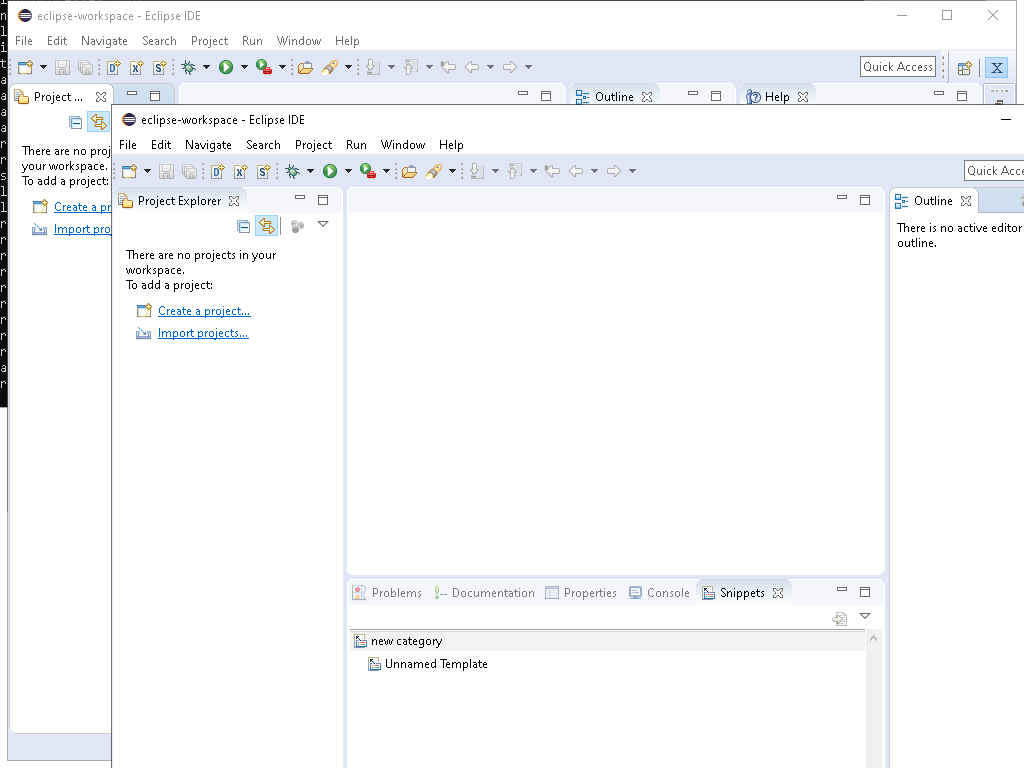 eclipse-workspace - Eclipse IDE
File Edit Navigate Search Project Run Window Help
Quick Access
Project ...
Outline
Help
There are no proj
your workspace.
To add a project:
Create a pr
Import pro
eclipse-workspace - Eclipse IDE
File Edit Navigate Search Project Run Window Help
Quick Acce
Project Explorer
There are no projects in your
workspace.
To add a project:
Create a project...
Import projects...
Outline
There is no active editor
outline.
Problems Documentation Properties Console Snippets
new category
Unnamed Template